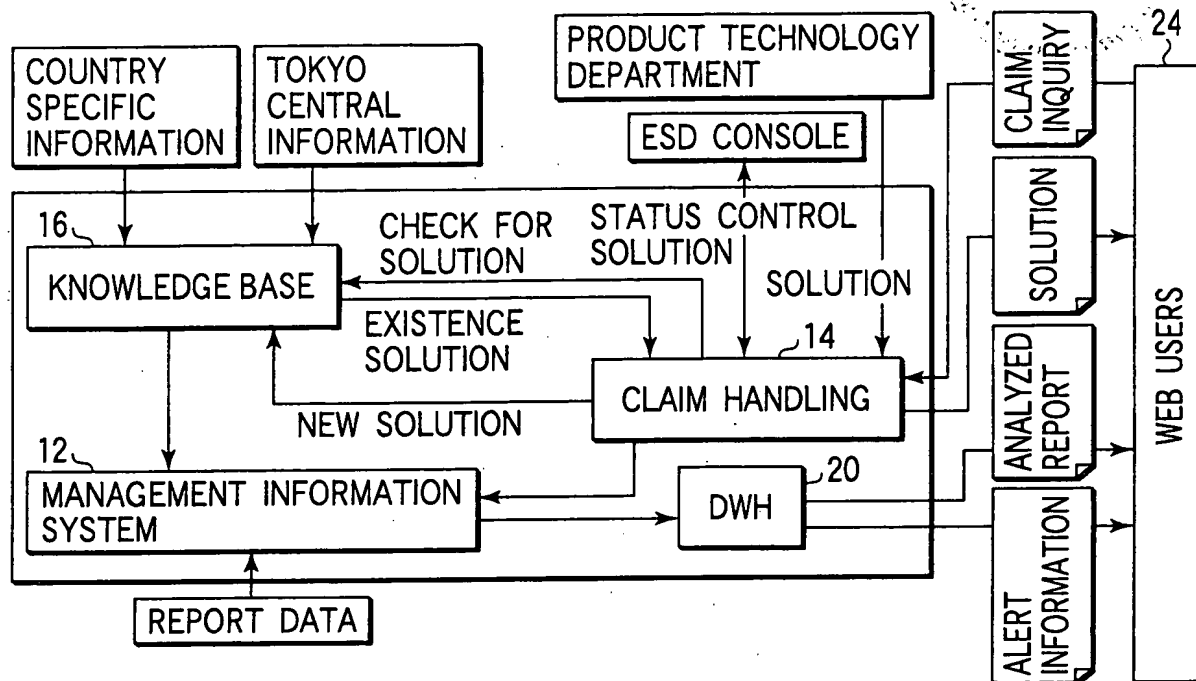 COUNTRY
SPECIFIC
INFORMATION
TOKYO
CENTRAL
INFORMATION
PRODUCT TECHNOLOGY
DEPARTMENT
ESD CONSOLE
CLAIM
INQUIRY
24
16
KNOWLEDGE BASE
CHECK FOR
SOLUTION
STATUS CONTROL
SOLUTION
SOLUTION
EXISTENCE
SOLUTION
NEW SOLUTION
14
CLAIM HANDLING
SOLUTION
ANALYZED
REPORT
WEB USERS
12
MANAGEMENT INFORMATION
SYSTEM
20
DWH
ALERT
INFORMATION
REPORT DATA